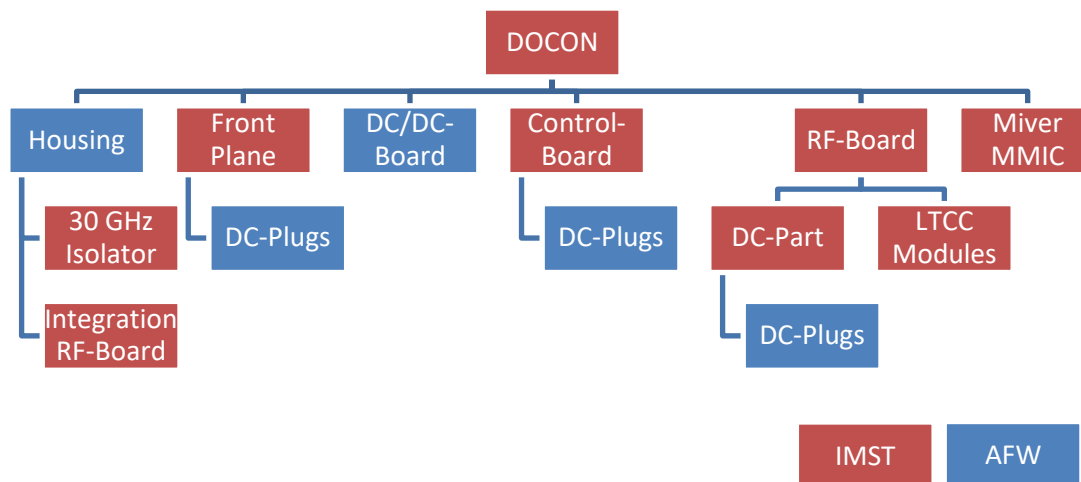 DOCON
Housing
Front
Plane
DC/DC-
Board
Control-
Board
RF-Board
Miver
MMIC
30 GHz
Isolator
DC-Plugs
DC-Plugs
DC-Part
LTCC
Modules
Integration
RF-Board
DC-Plugs
IMST
AFW